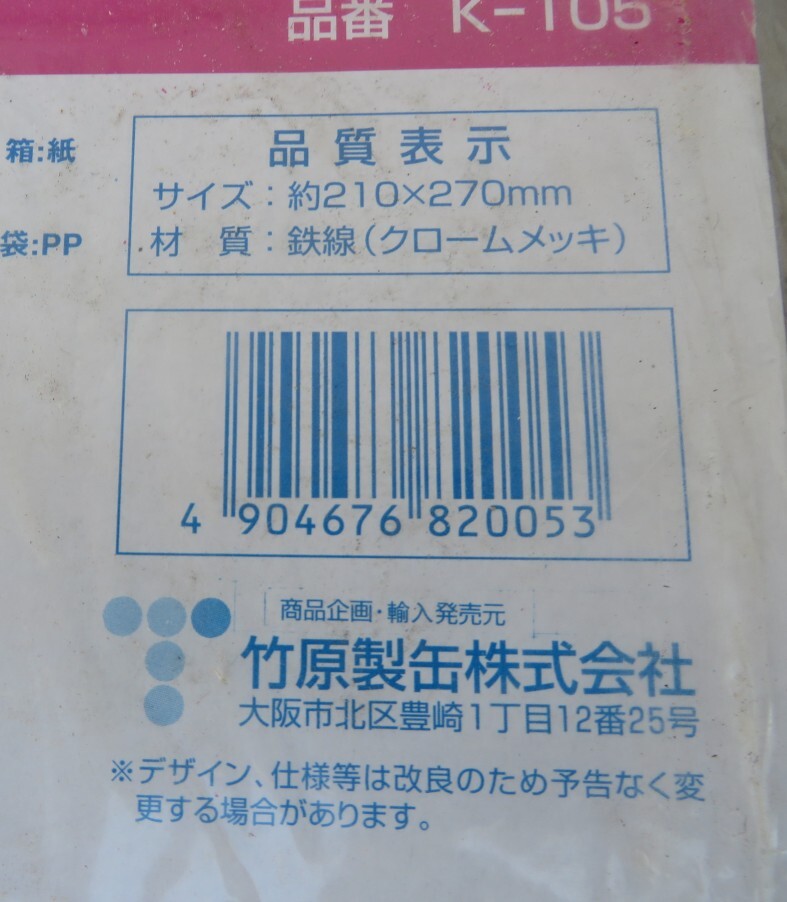 品番 K-105
箱:紙
袋:PP
品質表示
サイズ:約210×270mm
材 質:鉄線(クロームメッキ)
4 904676 820053
商品企画・輸入発売元
竹原製缶株式会社
大阪市北区豊崎1丁目12番25号
※デザイン、仕様等は改良のため予告なく変
更する場合があります。